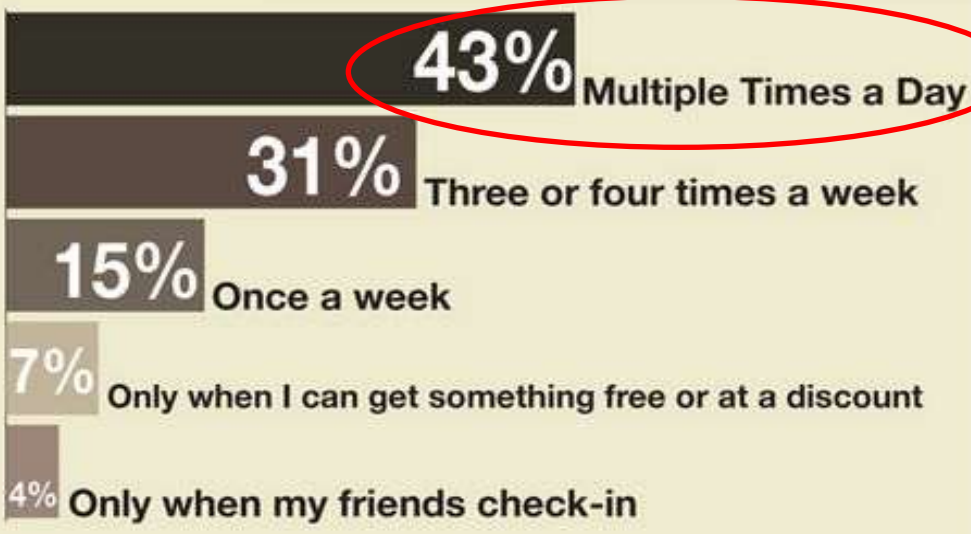 43% Multiple Times a Day
31% Three or four times a week
15% Once a week
7% Only when I can get something free or at a discount
4% Only when my friends check-in